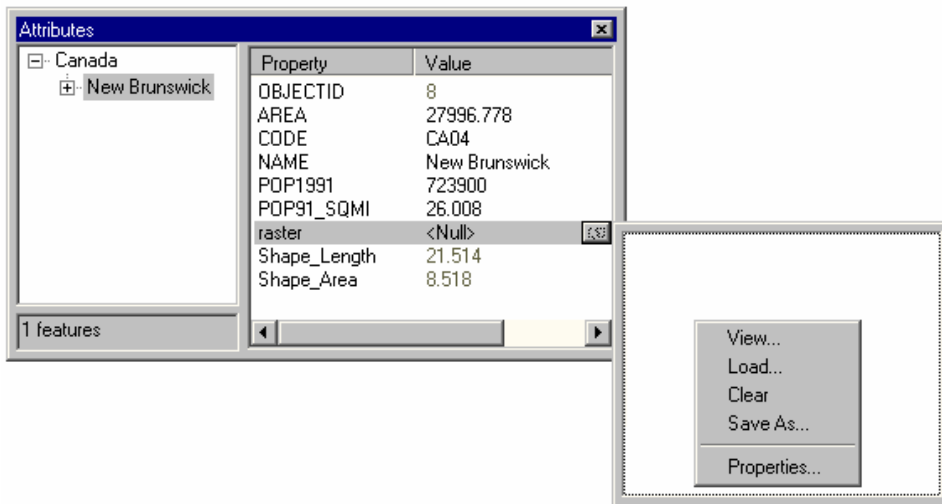 Attributes
Canada
New Brunswick
1 features
Property Value
OBJECTID 8
AREA 27996.778
CODE CA04
NAME New Brunswick
POP1991 723900
POP91_SQMI 26.008
raster <Null>
Shape_Length 21.514
Shape_Area 8.518
View...
Load...
Clear
Save As...
Properties...